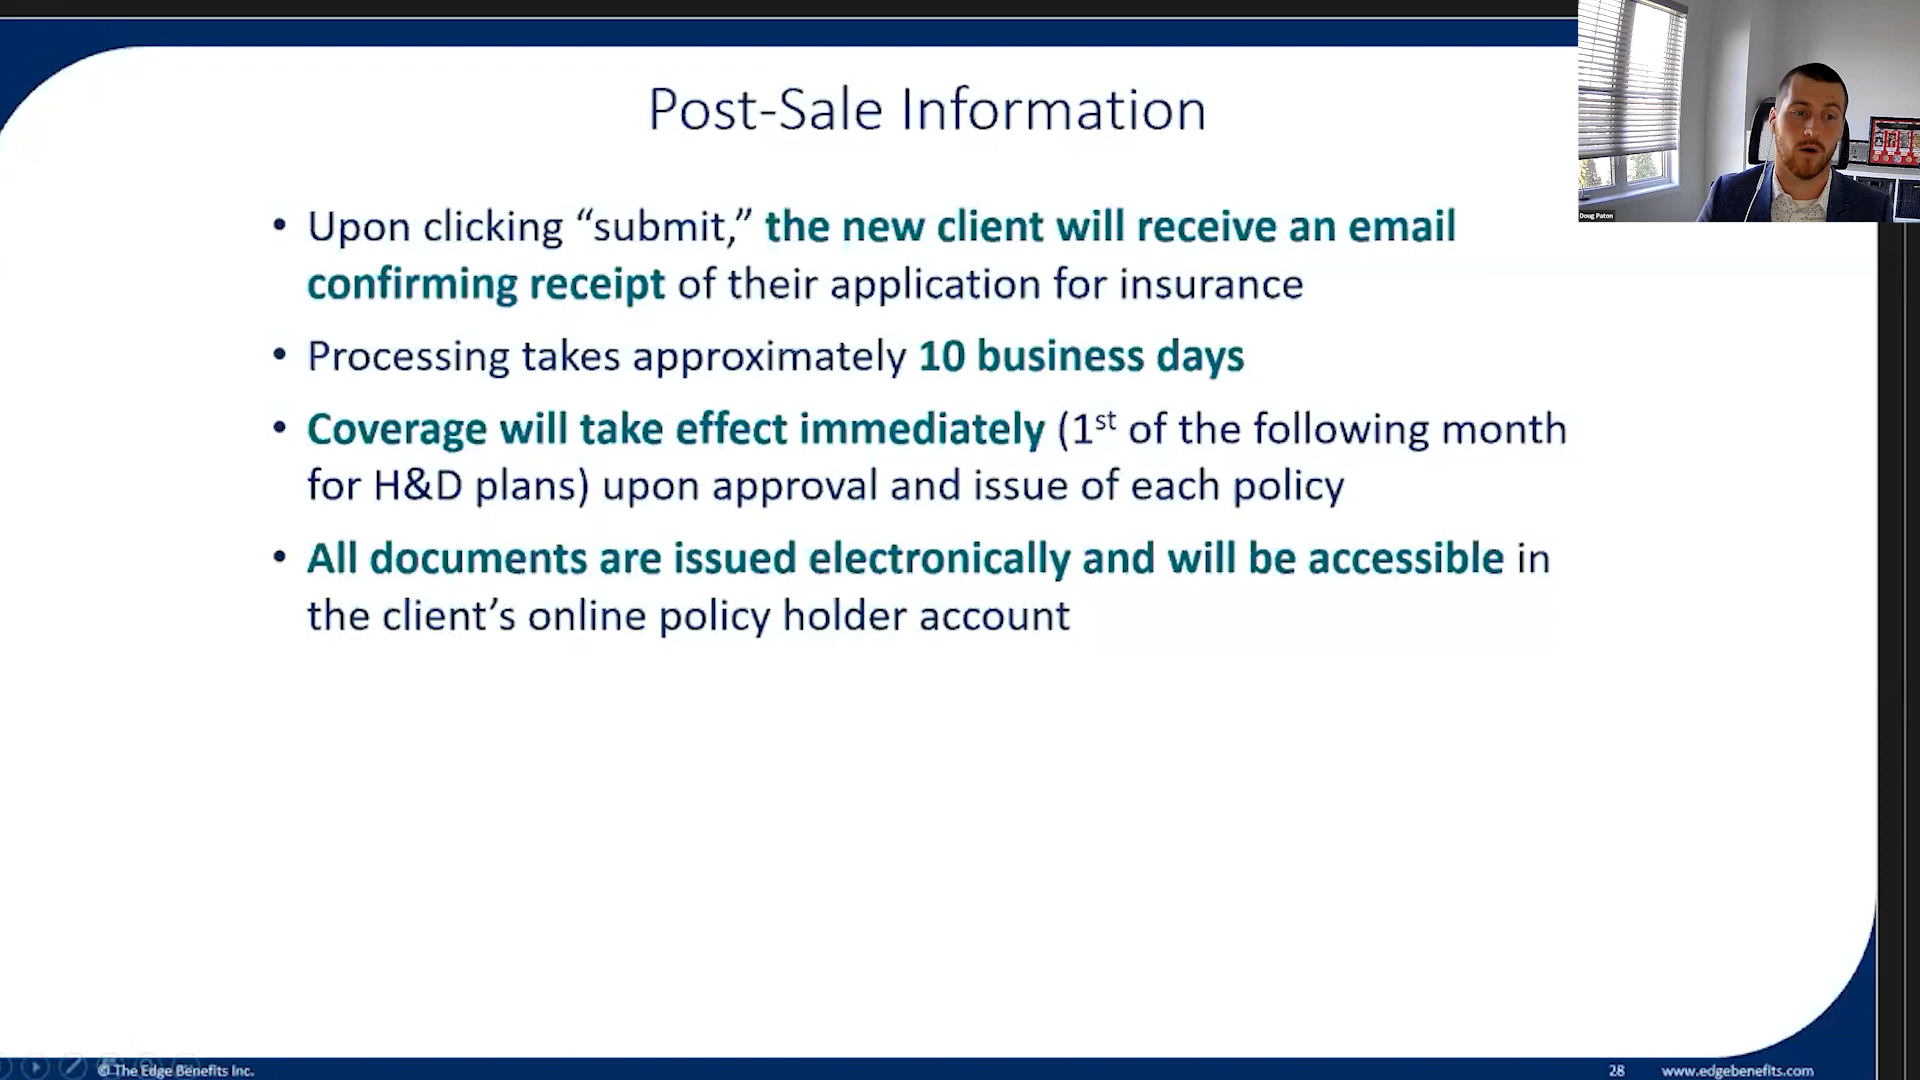 Post-Sale Information
• Upon clicking “submit,” the new client will receive an email
confirming receipt of their application for insurance
• Processing takes approximately 10 business days
• Coverage will take effect immediately (1st of the following month
for H&D plans) upon approval and issue of each policy
• All documents are issued electronically and will be accessible in
the client’s online policy holder account
Doug Paton
© The Edge Benefits Inc.
28
www.edgebenefits.com